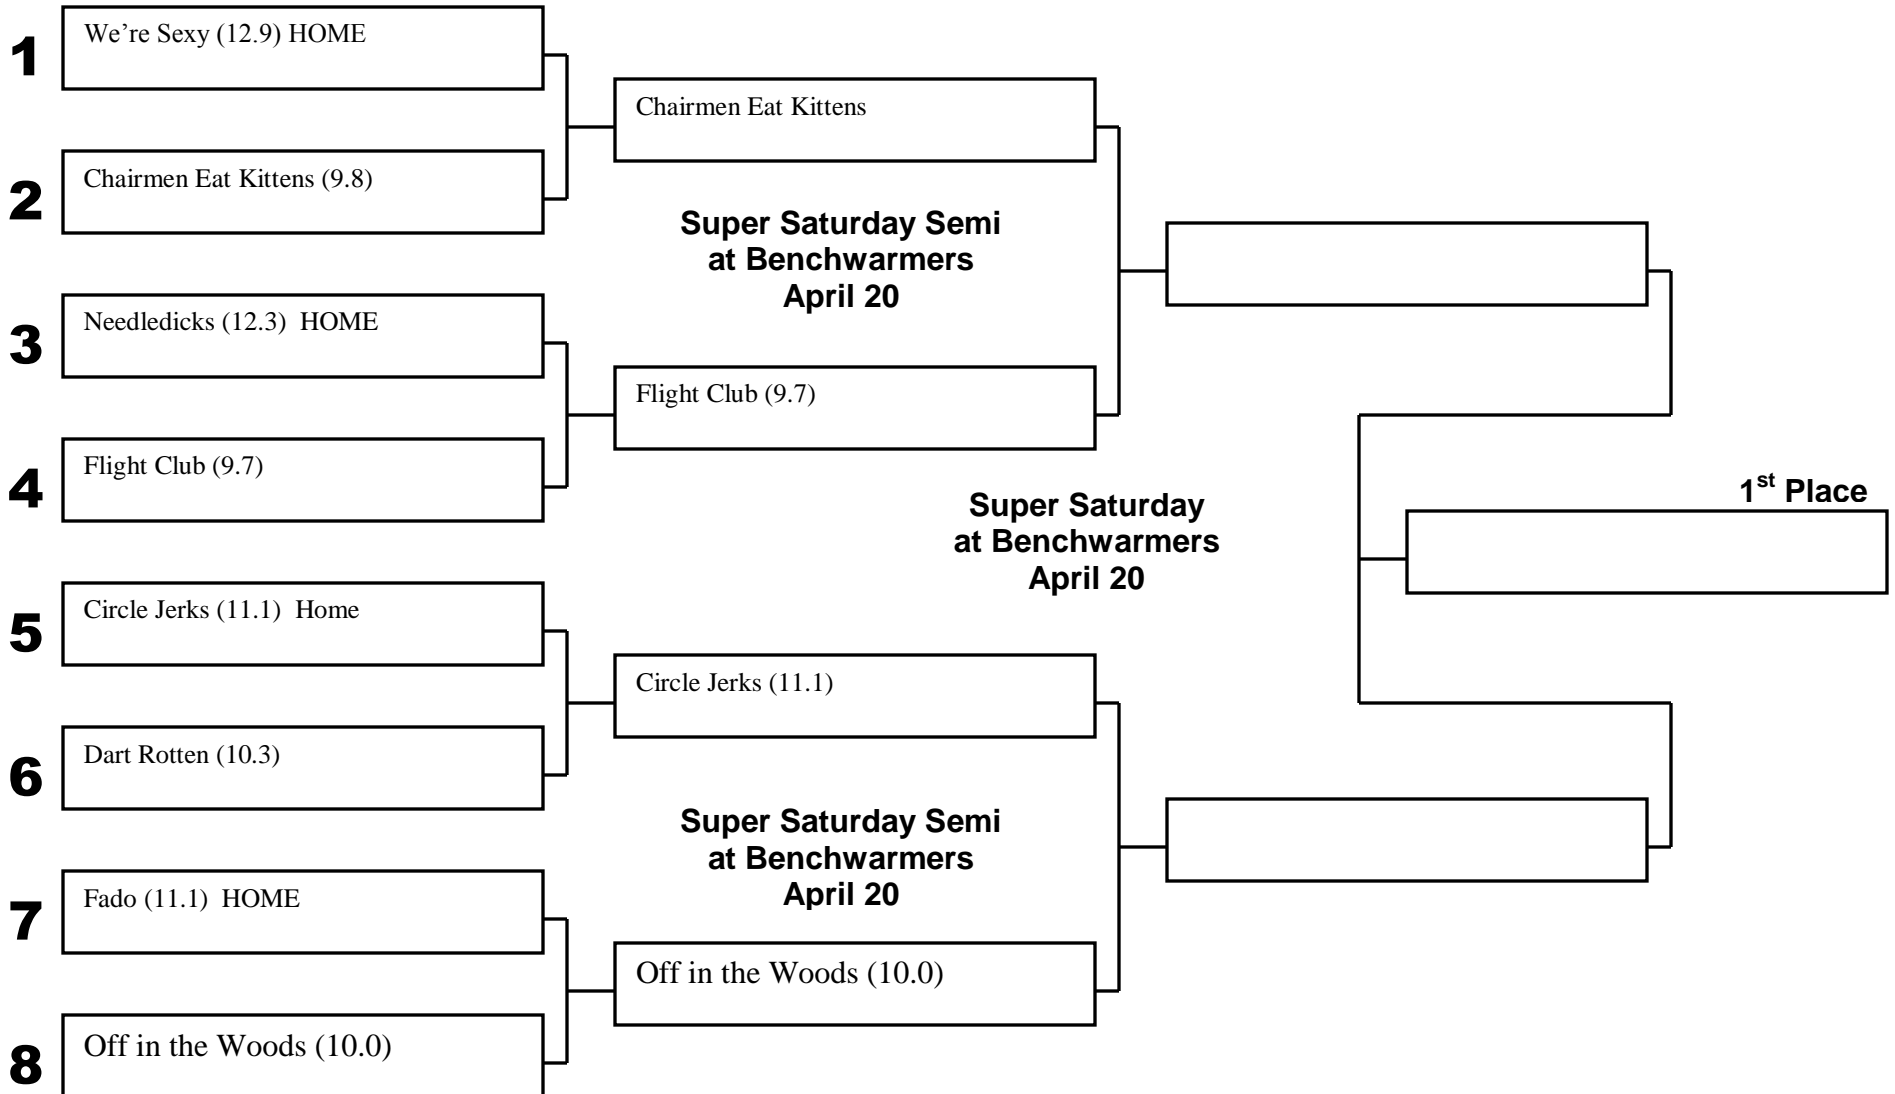 1
We’re Sexy (12.9) HOME
2
Chairmen Eat Kittens (9.8)
3
Needledicks (12.3)  HOME
4
Flight Club (9.7)
5
Circle Jerks (11.1)  Home
6
Dart Rotten (10.3)
7
Fado (11.1)  HOME
8
Off in the Woods (10.0)
Chairmen Eat Kittens
Super Saturday Semi
at Benchwarmers
April 20
Flight Club (9.7)
Circle Jerks (11.1)
Super Saturday Semi
at Benchwarmers
April 20
Off in the Woods (10.0)
Super Saturday
at Benchwarmers
April 20
1st Place